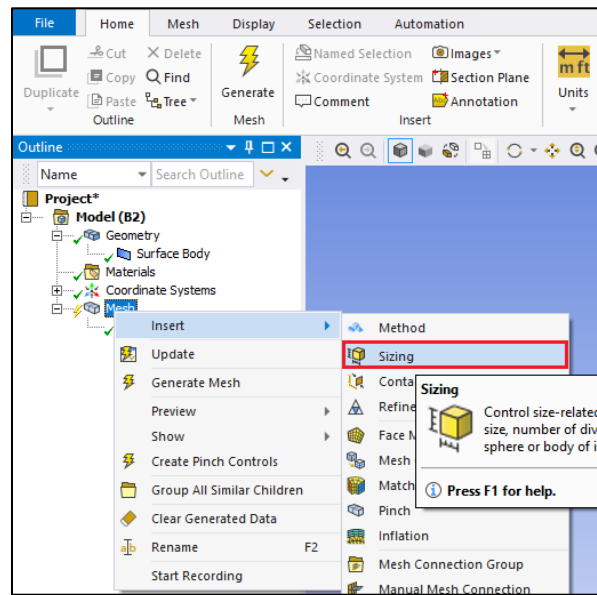 File Home Mesh Display Selection Automation
Duplicate
Cut
Copy
Paste
Delete
Find
Tree
Outline
Generate
Mesh
Named Selection
Coordinate System
Comment
Images
Section Plane
Annotation
Insert
m ft
Units
Outline
Name Search Outline
Project*
Model (B2)
Geometry
Surface Body
Materials
Coordinate Systems
Mesh
Insert
Update
Generate Mesh
Preview
Show
Create Pinch Controls
Group All Similar Children
Clear Generated Data
Rename F2
Start Recording
Method
Sizing
Conta
Refine
Face M
Mesh
Match
Pinch
Inflation
Mesh Connection Group
Manual Mesh Connection
Sizing
Control size-related
size, number of div
sphere or body of i
Press F1 for help.